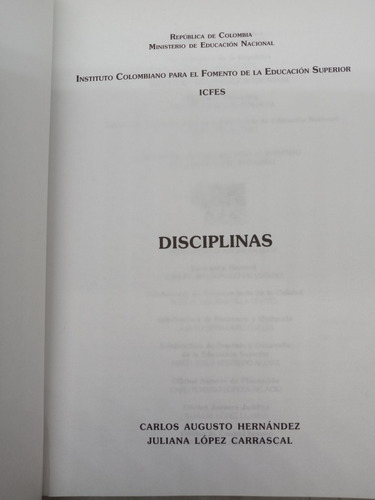 REPÚBLICA DE COLOMBIA
MINISTERIO DE EDUCACIÓN NACIONAL
INSTITUTO COLOMBIANO PARA EL FOMENTO DE LA EDUCACIÓN SUPERIOR
ICFES
DISCIPLINAS
CARLOS AUGUSTO HERNÁNDEZ
JULIANA LÓPEZ CARRASCAL